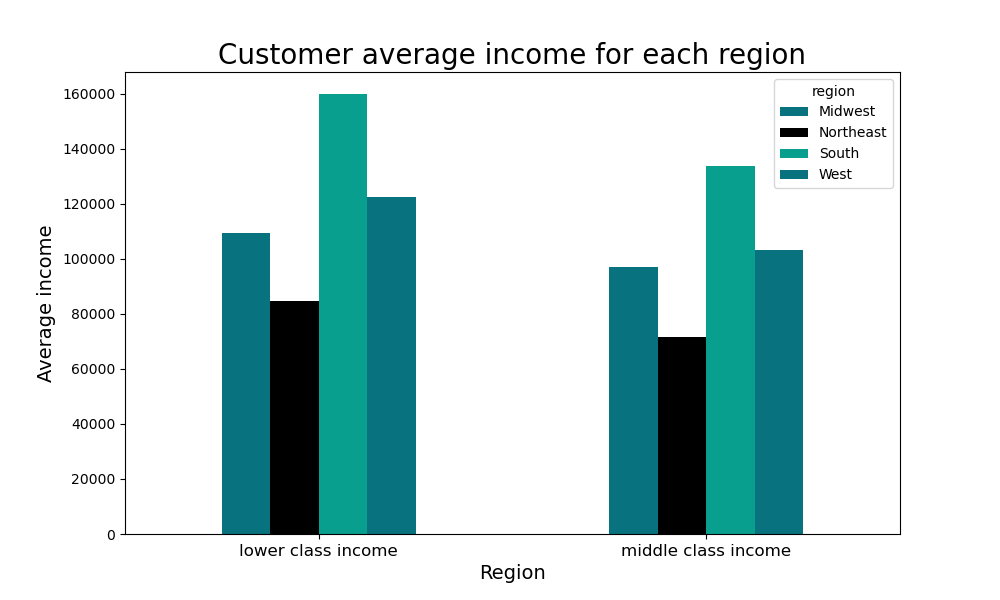 Customer average income for each region
region
Midwest
Northeast
South
West
Average income
160000
140000
120000
100000
80000
60000
40000
20000
0
lower class income
middle class income
Region